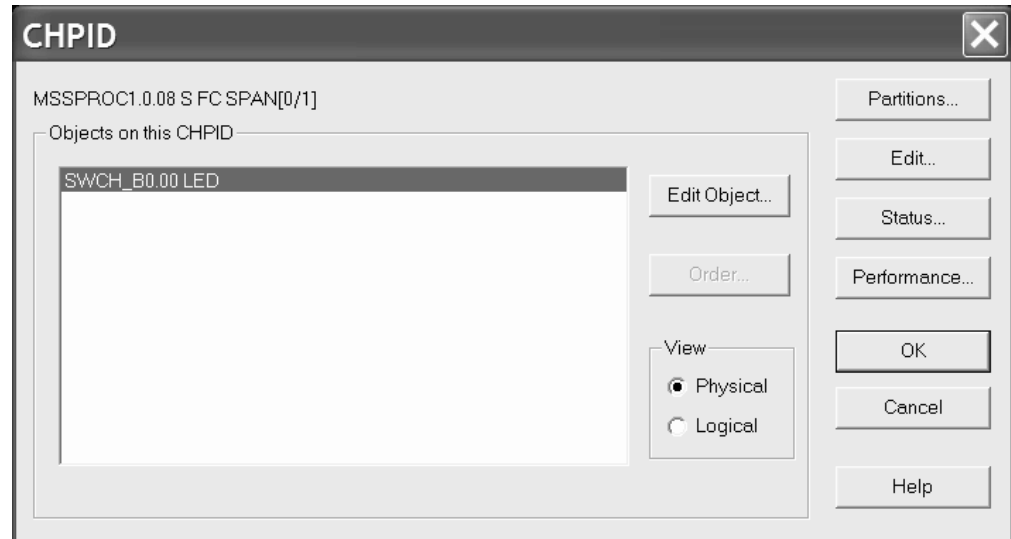 CHPID
MSSPROC1.0.08 S FC SPAN[0/1]
Objects on this CHPID
SWCH_B0.00 LED
Edit Object...
Order...
View
Physical
Logical
Partitions...
Edit...
Status...
Performance...
OK
Cancel
Help